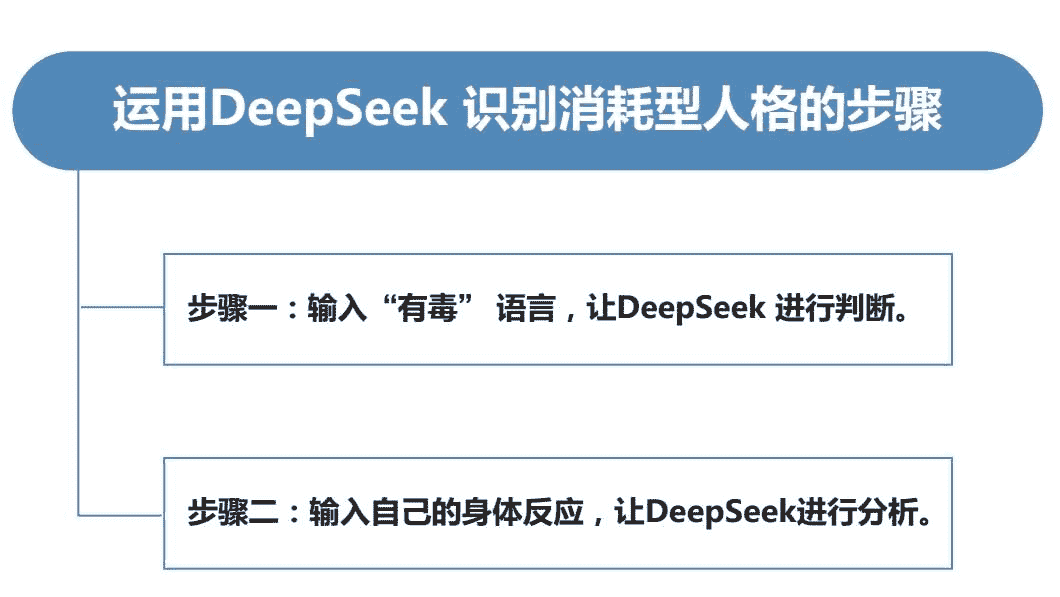 运用DeepSeek 识别消耗型人格的步骤
步骤一：输入“有毒” 语言，让DeepSeek 进行判断。
步骤二：输入自己的身体反应，让DeepSeek进行分析。